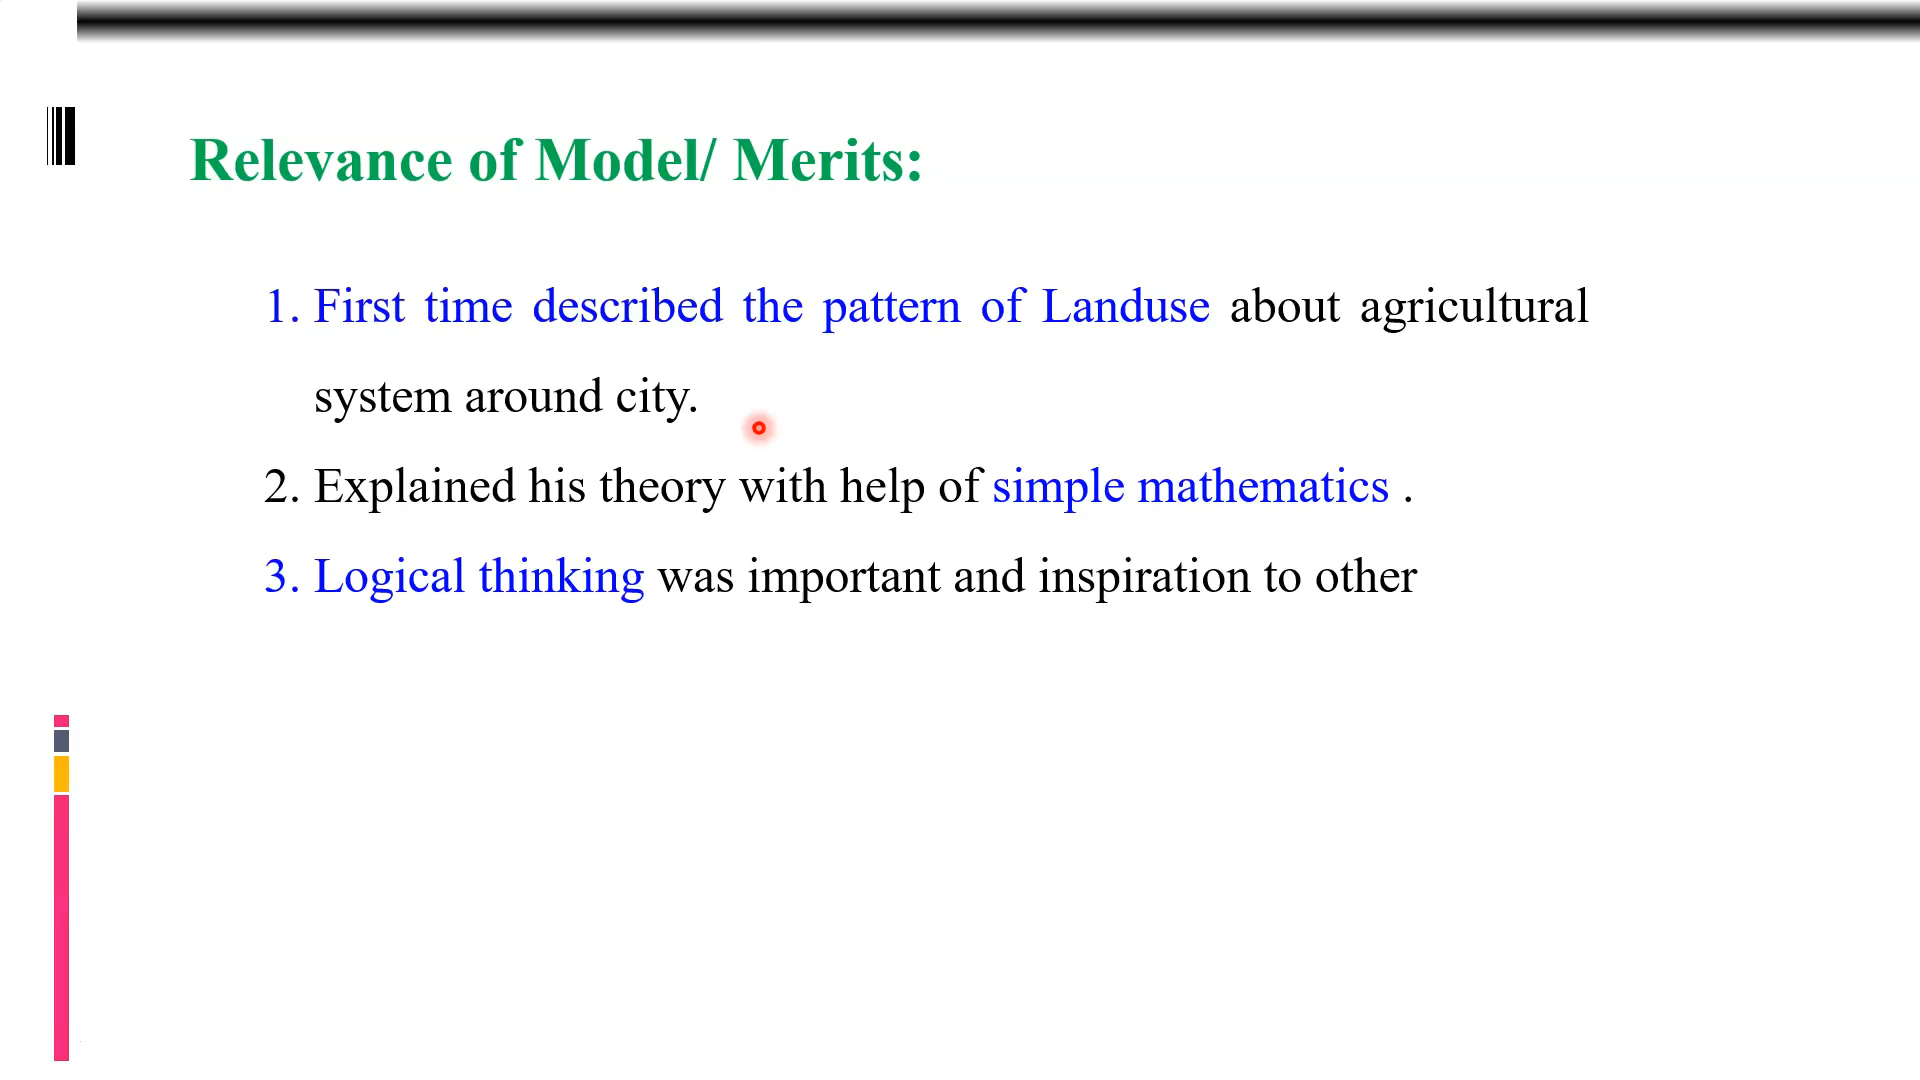 Relevance of Model/ Merits:
1. First time described the pattern of Landuse about agricultural
system around city.
2. Explained his theory with help of simple mathematics .
3. Logical thinking was important and inspiration to other